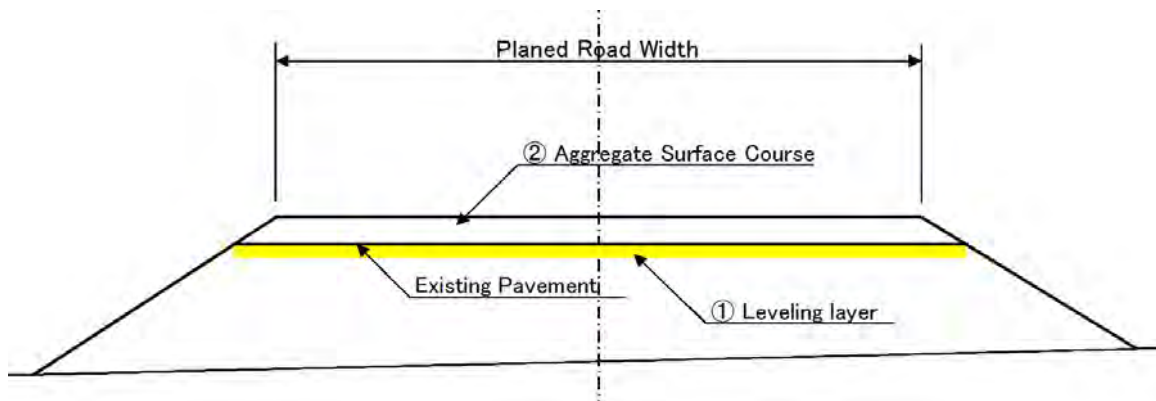 Planed Road Width
② Aggregate Surface Course
Existing Pavement
① Leveling layer